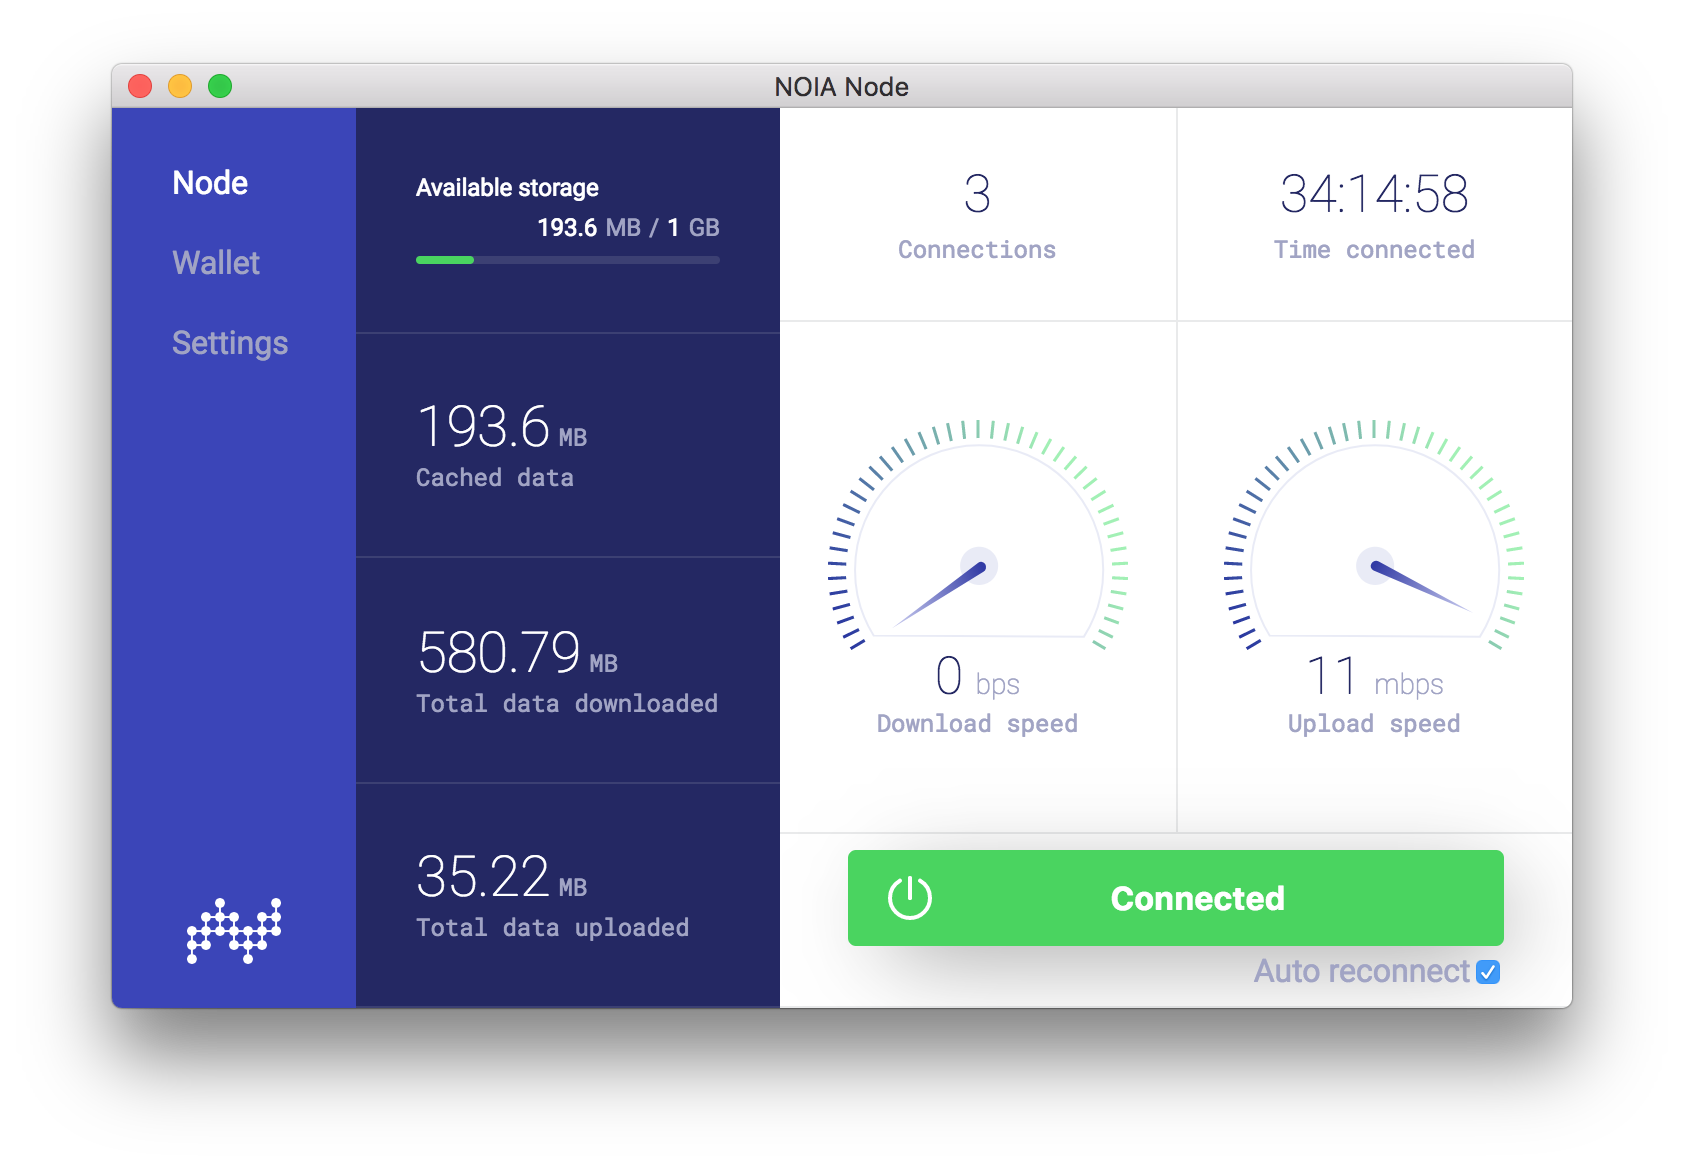 NOIA Node
Node
Wallet
Settings
Available storage
193.6 MB / 1 GB
193.6 MB
Cached data
580.79 MB
Total data downloaded
35.22 MB
Total data uploaded
3
Connections
34:14:58
Time connected
0 bps
Download speed
11 mbps
Upload speed
Connected
Auto reconnect